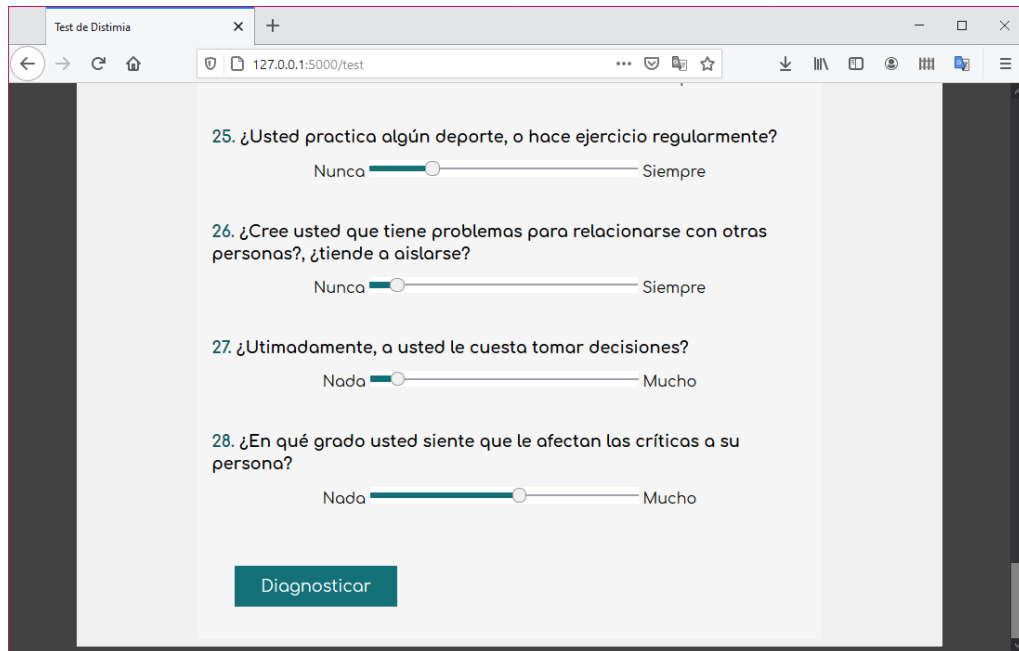 Test de Distimia
127.0.0.1:5000/test
25. ¿Usted practica algún deporte, o hace ejercicio regularmente?
Nunca Siempre
26. ¿Cree usted que tiene problemas para relacionarse con otras
personas?, ¿tiende a aislarse?
Nunca Siempre
27. ¿Utimadamente, a usted le cuesta tomar decisiones?
Nada Mucho
28. ¿En qué grado usted siente que le afectan las críticas a su
persona?
Nada Mucho
Diagnosticar